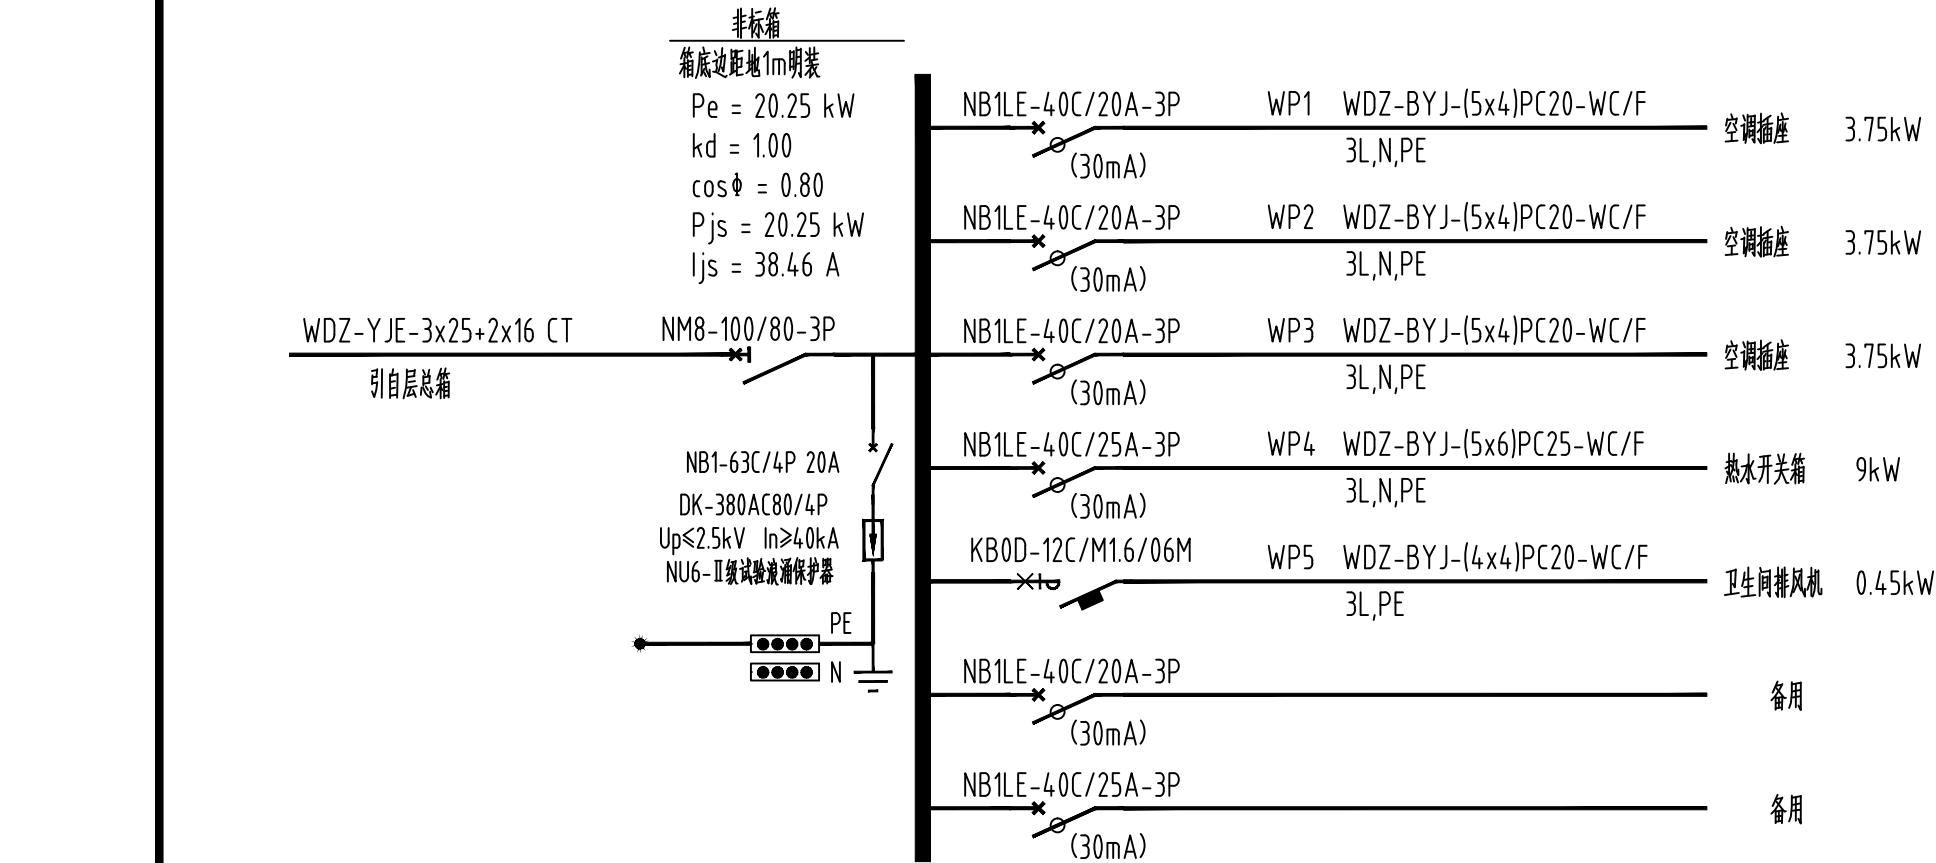 非标箱
箱底边距地1m明装
Pe = 20.25 kW
kd = 1.00
cosΦ = 0.80
Pjs = 20.25 kW
Ijs = 38.46 A
WDZ-YJE-3x25+2x16 CT
引自层总箱
NM8-100/80-3P
NB1-63C/4P 20A
DK-380AC80/4P
Up≤2.5kV In≥40kA
NU6-Ⅱ级试验浪涌保护器
PE
N
NB1LE-40C/20A-3P WP1 WDZ-BYJ-(5x4)PC20-WC/F
(30mA) 3L,N,PE
空调插座 3.75kW
NB1LE-40C/20A-3P WP2 WDZ-BYJ-(5x4)PC20-WC/F
(30mA) 3L,N,PE
空调插座 3.75kW
NB1LE-40C/20A-3P WP3 WDZ-BYJ-(5x4)PC20-WC/F
(30mA) 3L,N,PE
空调插座 3.75kW
NB1LE-40C/25A-3P WP4 WDZ-BYJ-(5x6)PC25-WC/F
(30mA) 3L,N,PE
热水开关箱 9kW
KB0D-12C/M1.6/06M WP5 WDZ-BYJ-(4x4)PC20-WC/F
3L,PE
卫生间排风机 0.45kW
NB1LE-40C/20A-3P
(30mA)
备用
NB1LE-40C/25A-3P
(30mA)
备用